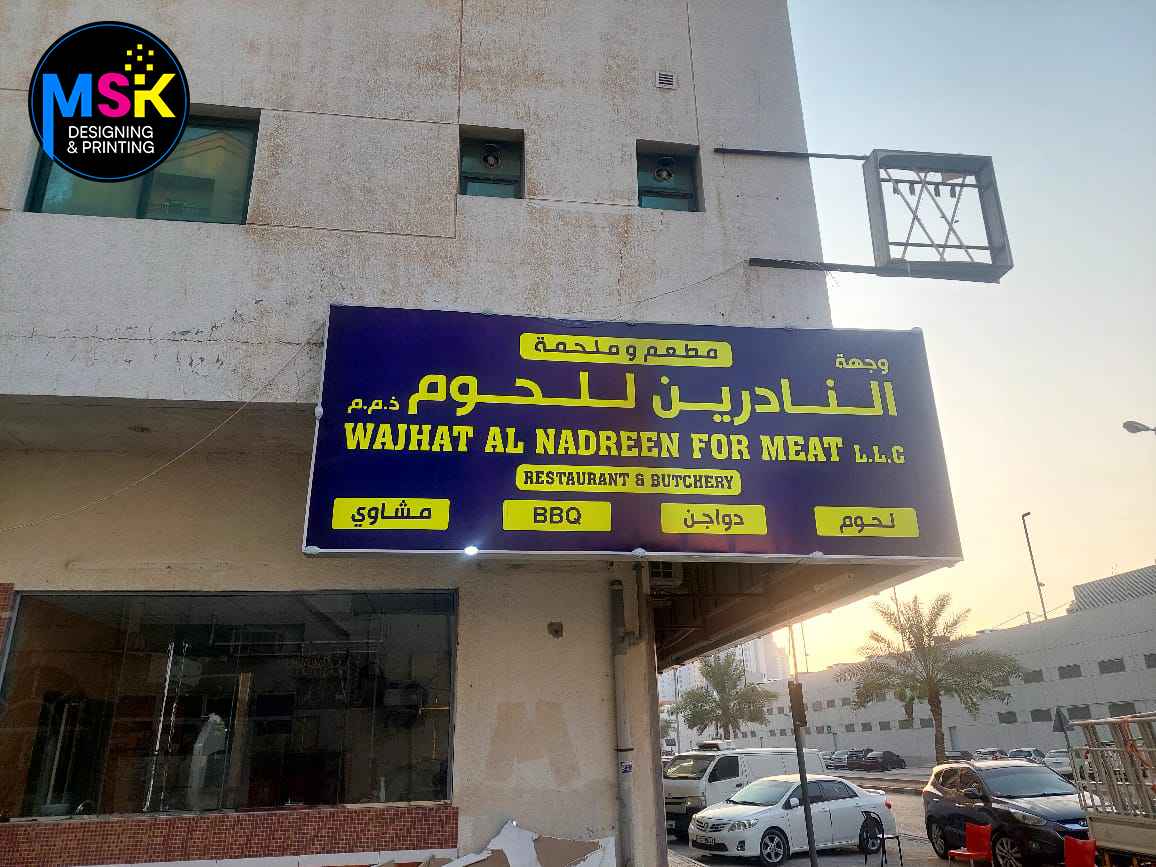 MSK
DESIGNING
& PRINTING
مطعم وملحمة
وجهة
النادرين للحوم ذ.م.م
WAJHAT AL NADREEN FOR MEAT L.L.C
RESTAURANT & BUTCHERY
مشاوي BBQ دواجن لحوم